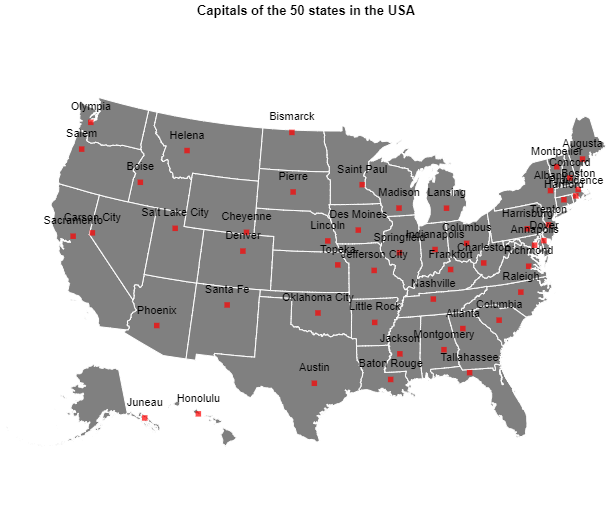 Capitals of the 50 states in the USA
Olympia
Bismarck
Salem
Helena
Augusta
Montpelier
Concord
Boise
Pierre
Saint Paul
Albany
Boston
Providence
Hartford
Madison
Lansing
Salt Lake City
Cheyenne
Des Moines
Trenton
Harrisburg
Carson City
Sacramento
Lincoln
Columbus
Dover
Annapolis
Denver
Springfield
Indianapolis
Topeka
Jefferson City
Frankfort
Charleston
Richmond
Santa Fe
Nashville
Raleigh
Oklahoma City
Little Rock
Columbia
Phoenix
Atlanta
Jackson
Montgomery
Austin
Baton Rouge
Tallahassee
Juneau
Honolulu